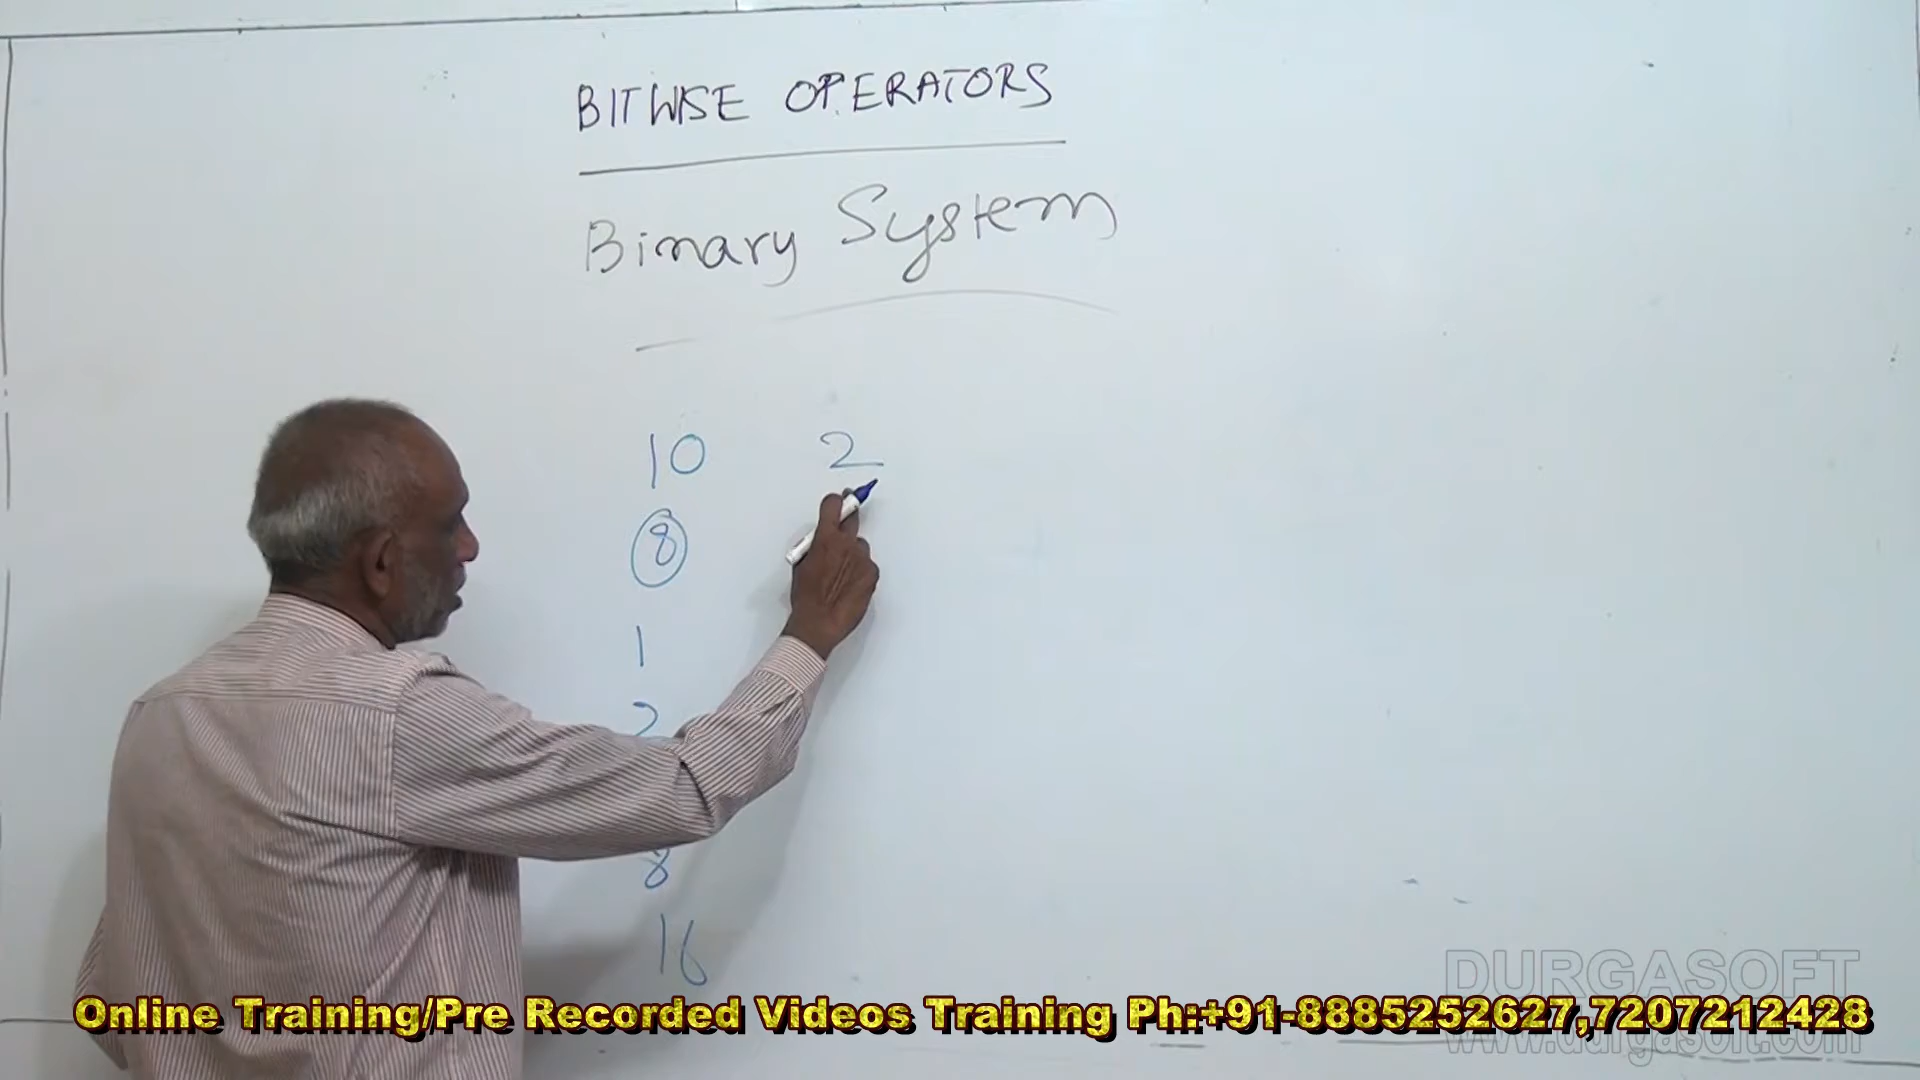 BITWISE OPERATORS
Binary System
10 2
8
1
2
8
16
DURGASOFT
www.durgasoft.com
Online Training/Pre Recorded Videos Training Ph:+91-8885252627,7207212428